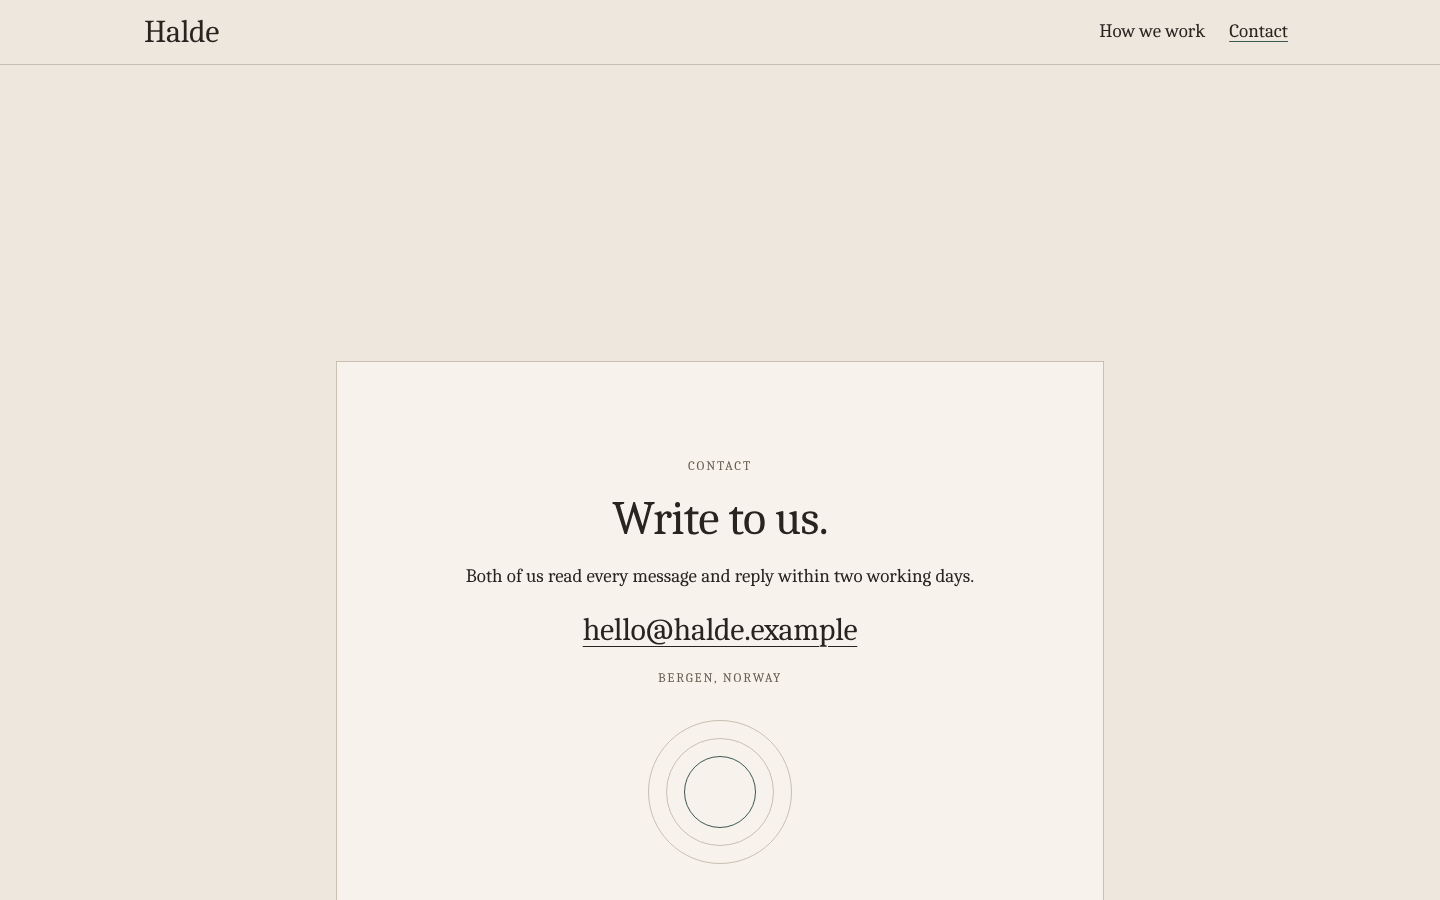 Halde
How we work
Contact
CONTACT
Write to us.
Both of us read every message and reply within two working days.
hello@halde.example
BERGEN, NORWAY